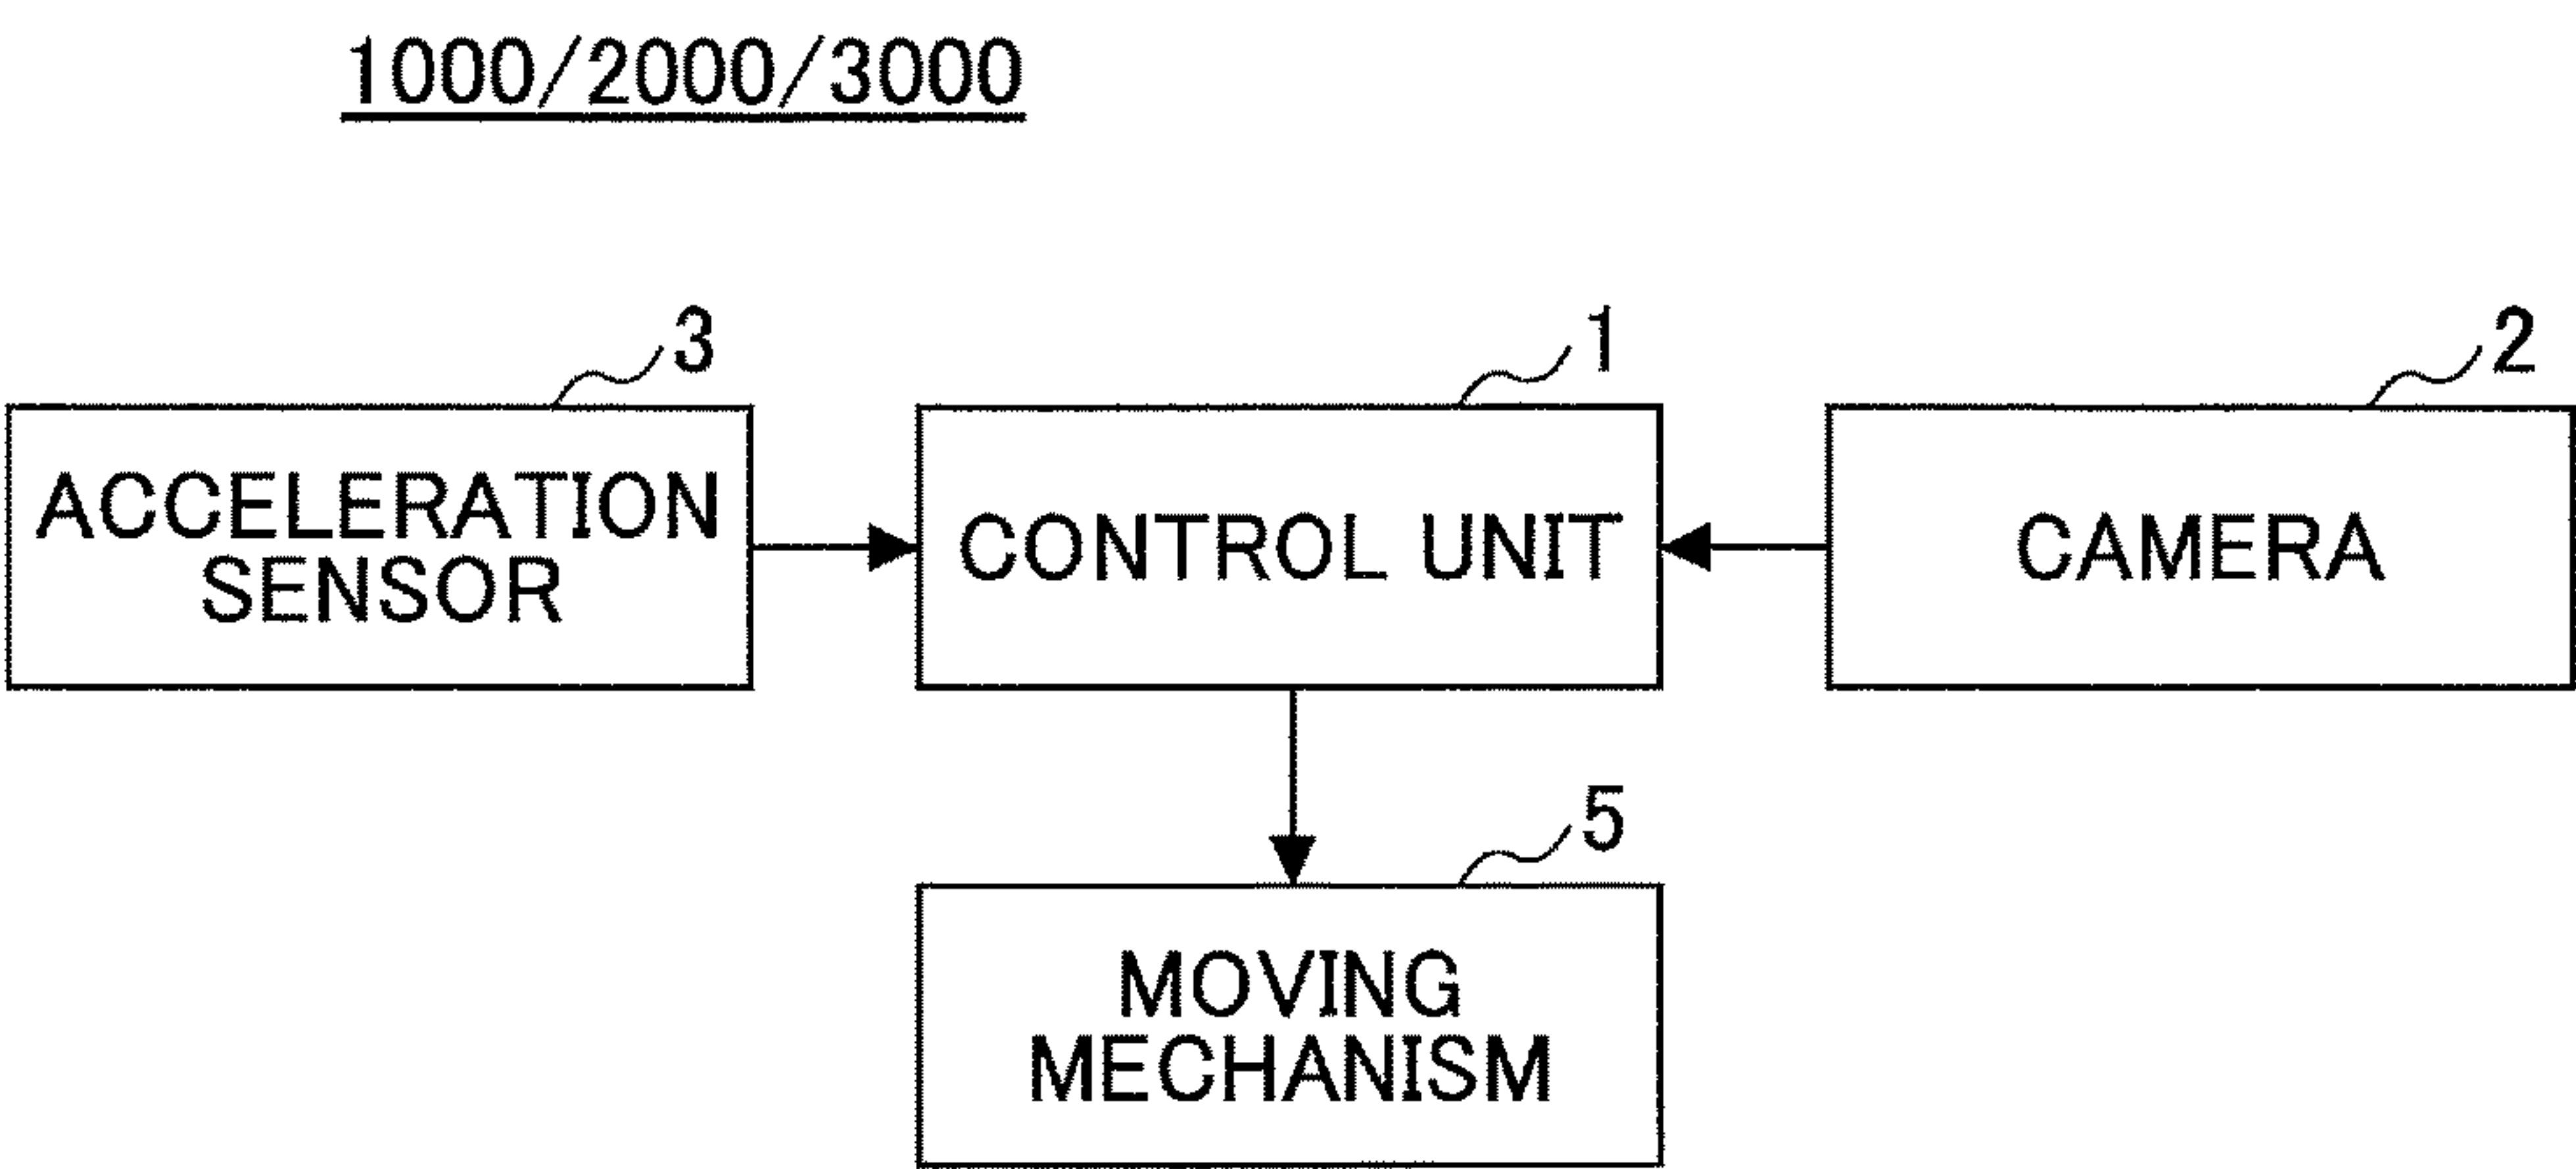 1000/2000/3000
3
1
2
ACCELERATION
SENSOR
CONTROL UNIT
CAMERA
5
MOVING
MECHANISM